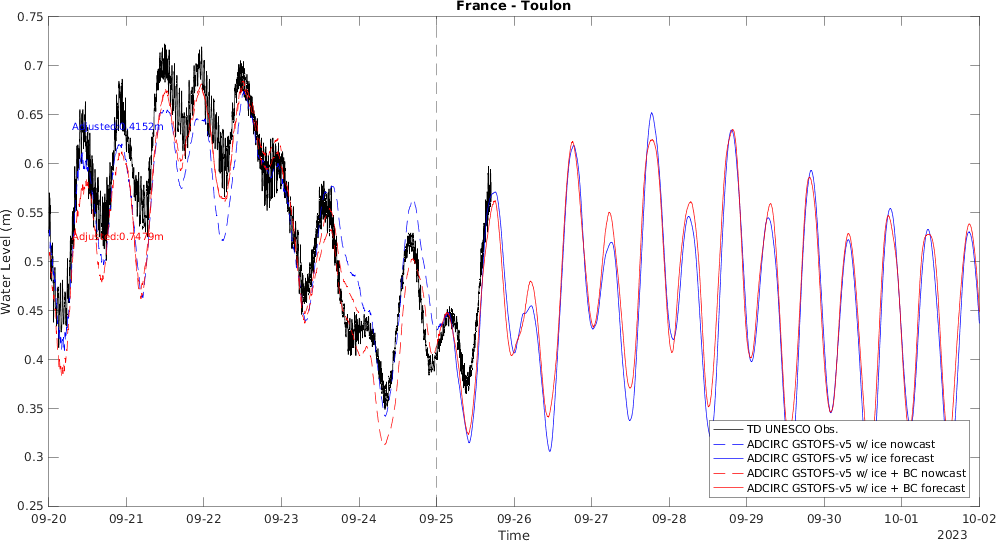 France - Toulon
0.75
0.7
0.65
0.6
0.55
0.5
0.45
0.4
0.35
0.3
0.25
Water Level (m)
Adjusted:0.4152m
Adjusted:0.7479m
TD UNESCO Obs.
ADCIRC GSTOFS-v5 w/ ice nowcast
ADCIRC GSTOFS-v5 w/ ice forecast
ADCIRC GSTOFS-v5 w/ ice + BC nowcast
ADCIRC GSTOFS-v5 w/ ice + BC forecast
09-20 09-21 09-22 09-23 09-24 09-25 09-26 09-27 09-28 09-29 09-30 10-01 10-02
Time
2023